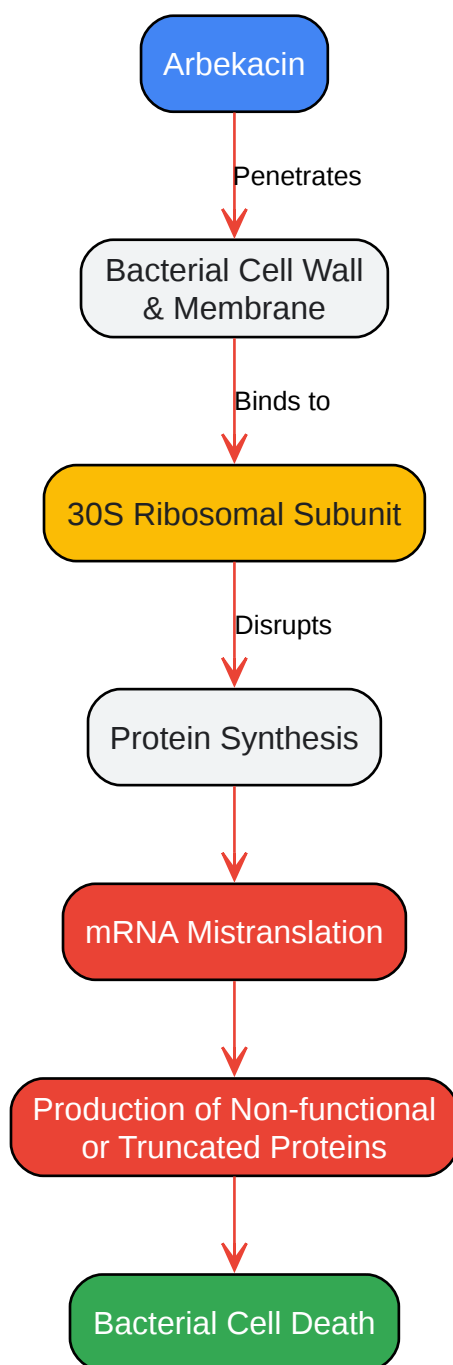 Arbekacin
Penetrates
Bacterial Cell Wall
& Membrane
Binds to
30S Ribosomal Subunit
Disrupts
Protein Synthesis
mRNA Mistranslation
Production of Non-functional
or Truncated Proteins
Bacterial Cell Death